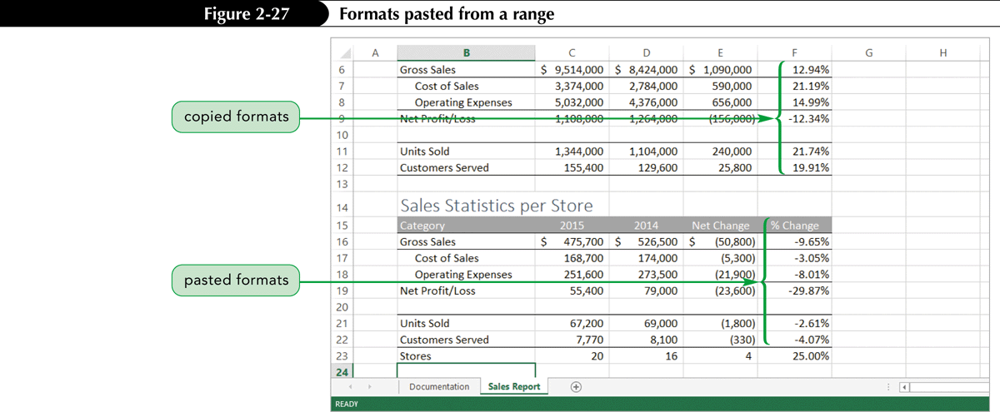 Figure 2-27 Formats pasted from a range
A B C D E F G H
6 Gross Sales $ 9,514,000 $ 8,424,000 $ 1,090,000 12.94%
7 Cost of Sales 3,374,000 2,784,000 590,000 21.19%
8 Operating Expenses 5,032,000 4,376,000 656,000 14.99%
copied formats
9 Net Profit/Loss 1,108,000 1,264,000 (156,000) -12.34%
10
11 Units Sold 1,344,000 1,104,000 240,000 21.74%
12 Customers Served 155,400 129,600 25,800 19.91%
13
14 Sales Statistics per Store
15 Category 2015 2014 Net Change % Change
16 Gross Sales $ 475,700 $ 526,500 $ (50,800) -9.65%
17 Cost of Sales 168,700 174,000 (5,300) -3.05%
18 Operating Expenses 251,600 273,500 (21,900) -8.01%
pasted formats
19 Net Profit/Loss 55,400 79,000 (23,600) -29.87%
20
21 Units Sold 67,200 69,000 (1,800) -2.61%
22 Customers Served 7,770 8,100 (330) -4.07%
23 Stores 20 16 4 25.00%
24
Documentation Sales Report
READY